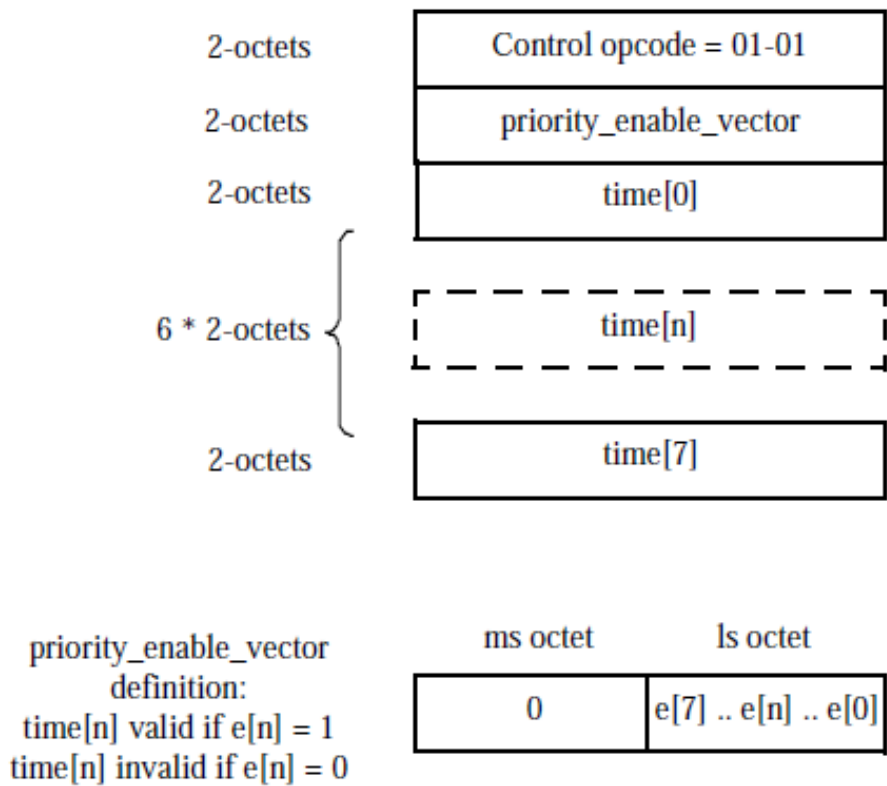 2-octets Control opcode = 01-01
2-octets priority_enable_vector
2-octets time[0]
6 * 2-octets time[n]
2-octets time[7]
ms octet ls octet
priority_enable_vector
definition:
time[n] valid if e[n] = 1
time[n] invalid if e[n] = 0
0 e[7] .. e[n] .. e[0]